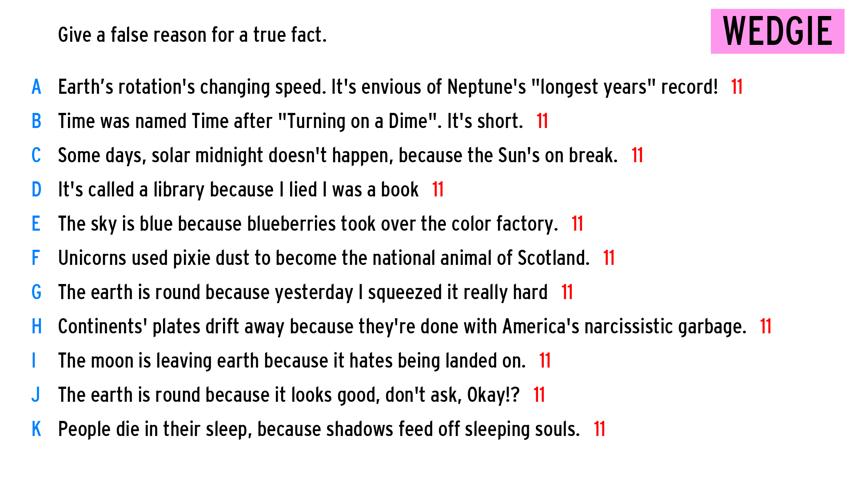 Give a false reason for a true fact.
WEDGIE
A Earth’s rotation's changing speed. It's envious of Neptune's "longest years" record! 11
B Time was named Time after "Turning on a Dime". It's short. 11
C Some days, solar midnight doesn't happen, because the Sun's on break. 11
D It's called a library because I lied I was a book 11
E The sky is blue because blueberries took over the color factory. 11
F Unicorns used pixie dust to become the national animal of Scotland. 11
G The earth is round because yesterday I squeezed it really hard 11
H Continents' plates drift away because they're done with America's narcissistic garbage. 11
I The moon is leaving earth because it hates being landed on. 11
J The earth is round because it looks good, don't ask, Okay!? 11
K People die in their sleep, because shadows feed off sleeping souls. 11